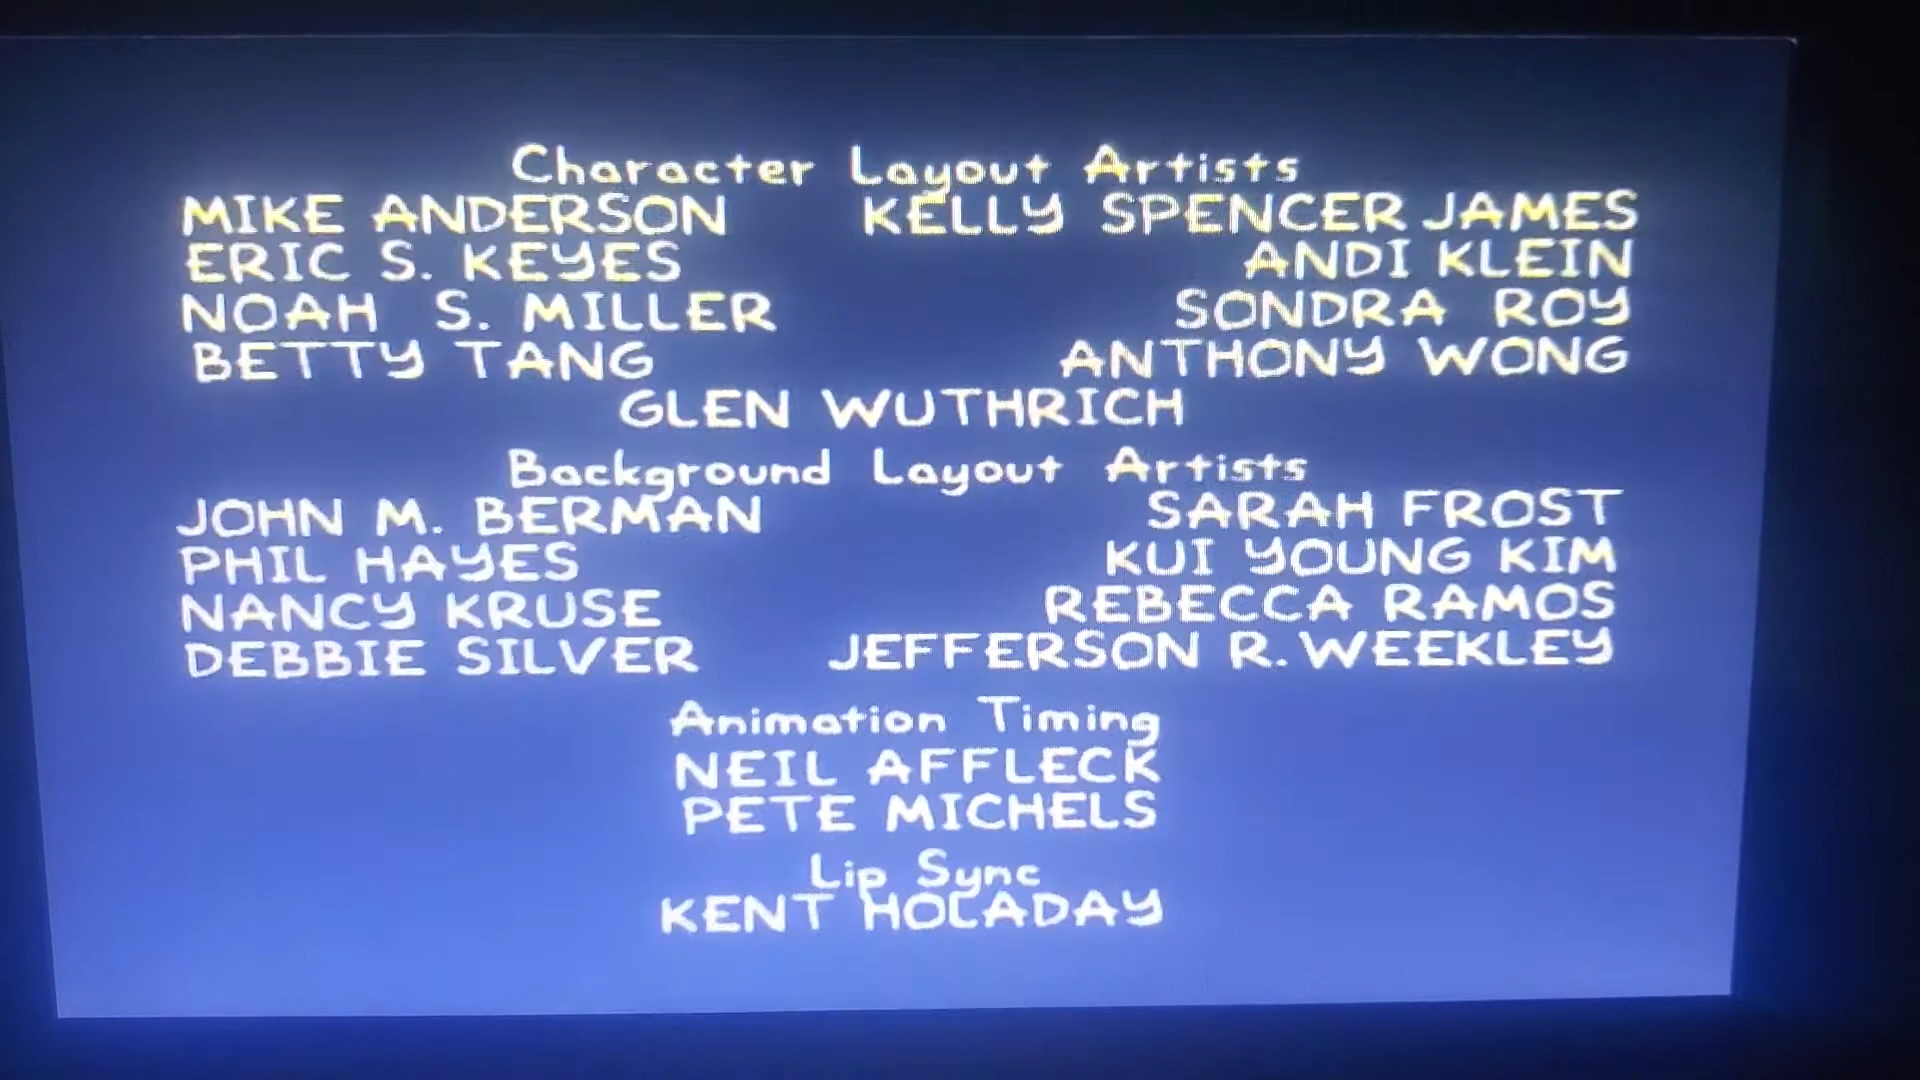 Character Layout Artists
MIKE ANDERSON KELLY SPENCER JAMES
ERIC S. KEYES ANDI KLEIN
NOAH S. MILLER SONDRA ROY
BETTY TANG ANTHONY WONG
GLEN WUTHRICH
Background Layout Artists
JOHN M. BERMAN SARAH FROST
PHIL HAYES KUI YOUNG KIM
NANCY KRUSE REBECCA RAMOS
DEBBIE SILVER JEFFERSON R. WEEKLEY
Animation Timing
NEIL AFFLECK
PETE MICHELS
Lip Sync
KENT HOLADAY